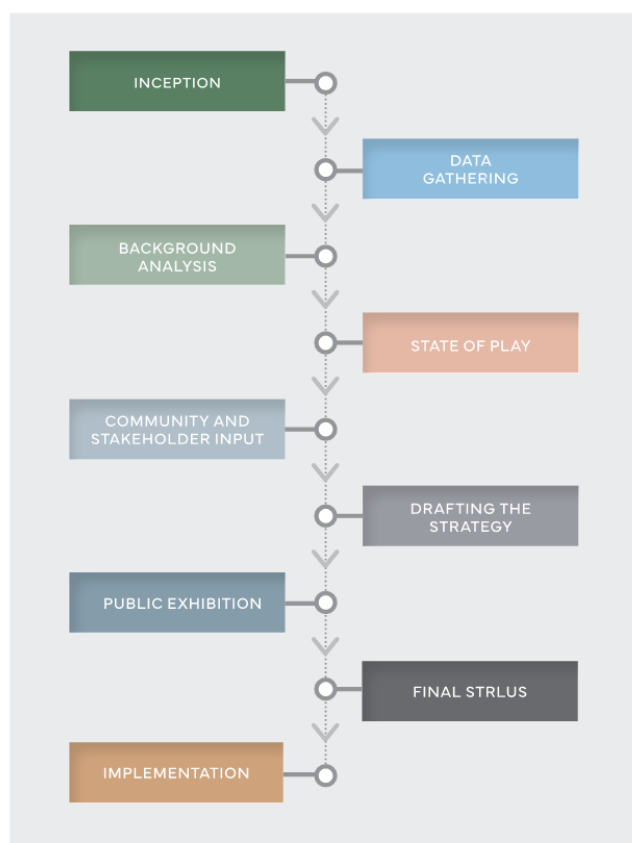 INCEPTION
DATA
GATHERING
BACKGROUND
ANALYSIS
STATE OF PLAY
COMMUNITY AND
STAKEHOLDER INPUT
DRAFTING THE
STRATEGY
PUBLIC EXHIBITION
FINAL STRLUS
IMPLEMENTATION